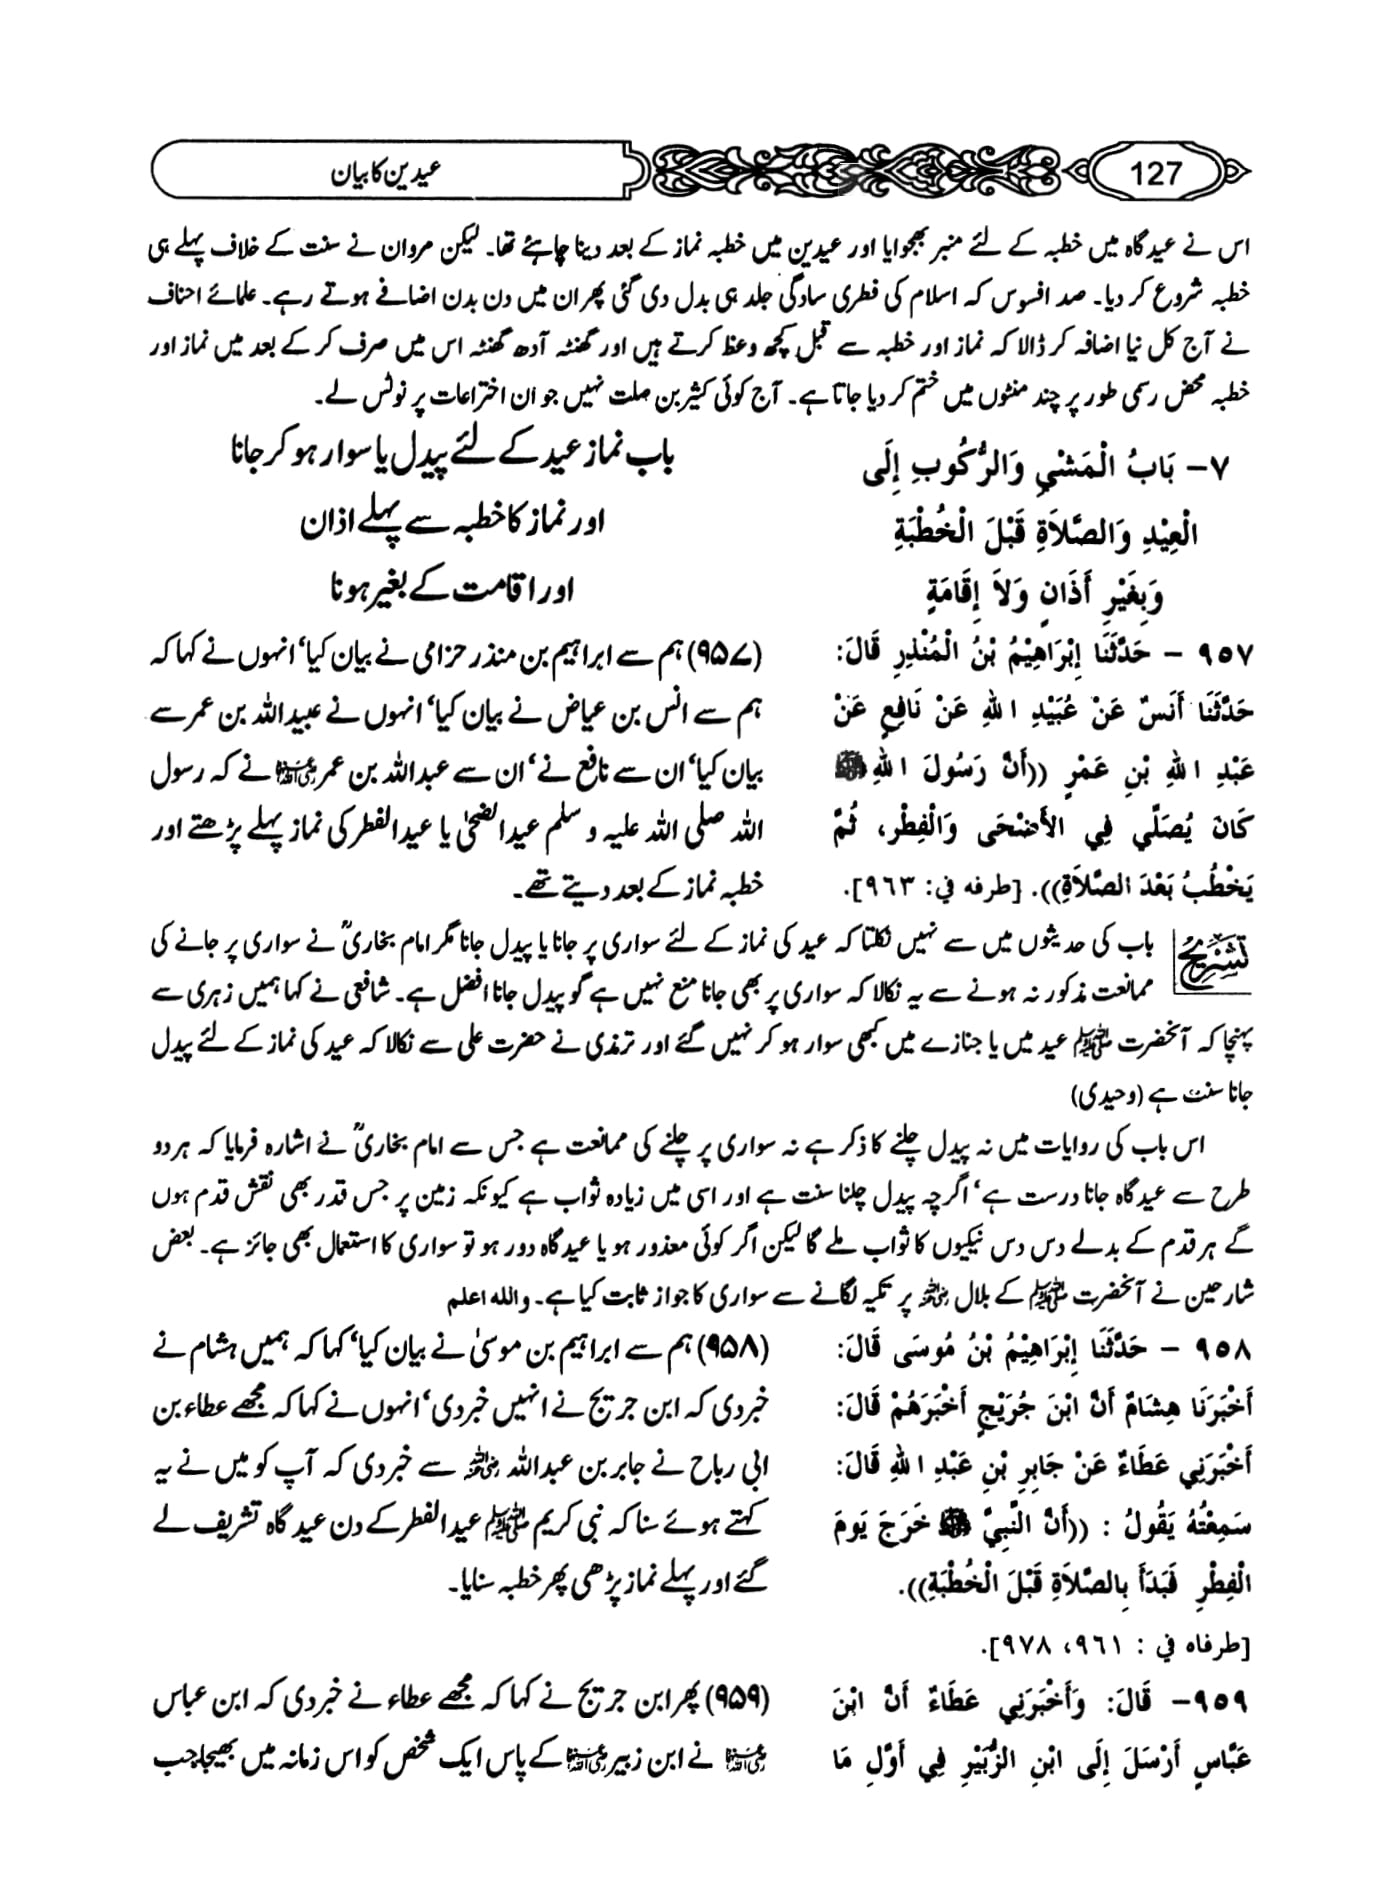 127
عیدین کا بیان
اس نے عیدگاہ میں خطبہ کے لئے منبر بھجوایا اور عیدین میں خطبہ نماز کے بعد دینا چاہئے تھا۔ لیکن مروان نے سنت کے خلاف پہلے ہی
خطبہ شروع کر دیا۔ صد افسوس کہ اسلام کی فطری سادگی جلد ہی بدل دی گئی پھر ان میں دن بدن اضافے ہوتے رہے۔ علمائے احناف
نے آج کل نیا اضافہ کر ڈالا کہ نماز اور خطبہ سے قبل کچھ وعظ کرتے ہیں اور گھنٹہ آدھ گھنٹہ اس میں صرف کر کے بعد میں نماز اور
خطبہ محض رسمی طور پر چند منٹوں میں ختم کر دیا جاتا ہے۔ آج کوئی کثیر بن صلت نہیں جو ان اختراعات پر نوٹس لے۔
٧- بَابُ الْمَشْيِ وَالرُّكُوبِ إِلَى
الْعِيْدِ وَالصَّلاَةِ قَبْلَ الْخُطْبَةِ
وَبِغَيْرِ أَذَانٍ وَلاَ إِقَامَةٍ
باب نماز عید کے لئے پیدل یا سوار ہو کر جانا
اور نماز کا خطبہ سے پہلے اذان
اور اقامت کے بغیر ہونا
٩٥٧ – حَدَّثَنَا إِبْرَاهِيْمُ بْنُ الْمُنْذِرِ قَالَ:
حَدَّثَنَا أَنَسٌ عَنْ عُبَيْدِ اللهِ عَنْ نَافِعٍ عَنْ
عَبْدِ اللهِ بْنِ عُمَرَ ((أَنَّ رَسُولَ اللهِ ﷺ
كَانَ يُصَلِّي فِي الأَضْحَى وَالْفِطْرِ، ثُمَّ
يَخْطُبُ بَعْدَ الصَّلاَةِ)). [طرفه في: ٩٦٣].
(۹۵۷) ہم سے ابراہیم بن منذر حزامی نے بیان کیا' انہوں نے کہا کہ
ہم سے انس بن عیاض نے بیان کیا' انہوں نے عبیداللہ بن عمر سے
بیان کیا' ان سے نافع نے' ان سے عبداللہ بن عمر رضی اللہ عنہما نے کہ رسول
اللہ صلی اللہ علیہ و سلم عیدالضحیٰ یا عیدالفطر کی نماز پہلے پڑھتے اور
خطبہ نماز کے بعد دیتے تھے۔
تشریح
باب کی حدیثوں میں سے نہیں نکلتا کہ عید کی نماز کے لئے سواری پر جانا یا پیدل جانا مگر امام بخاریؒ نے سواری پر جانے کی
ممانعت مذکور نہ ہونے سے یہ نکالا کہ سواری پر بھی جانا منع نہیں ہے گو پیدل جانا افضل ہے۔ شافعی نے کہا ہمیں زہری سے
پہنچا کہ آنحضرت ﷺ عید میں یا جنازے میں کبھی سوار ہو کر نہیں گئے اور ترمذی نے حضرت علی سے نکالا کہ عید کی نماز کے لئے پیدل
جانا سنت ہے (وحیدی)
اس باب کی روایات میں نہ پیدل چلنے کا ذکر ہے نہ سواری پر چلنے کی ممانعت ہے جس سے امام بخاریؒ نے اشارہ فرمایا کہ ہر دو
طرح سے عیدگاہ جانا درست ہے' اگرچہ پیدل چلنا سنت ہے اور اسی میں زیادہ ثواب ہے کیونکہ زمین پر جس قدر بھی نقش قدم ہوں
گے ہر قدم کے بدلے دس دس نیکیوں کا ثواب ملے گا لیکن اگر کوئی معذور ہو یا عیدگاہ دور ہو تو سواری کا استعمال بھی جائز ہے۔ بعض
شارحین نے آنحضرت ﷺ کے بلال رضی اللہ عنہ پر تکیہ لگانے سے سواری کا جواز ثابت کیا ہے۔ واللہ اعلم
٩٥٨ – حَدَّثَنَا إِبْرَاهِيْمُ بْنُ مُوسَى قَالَ:
أَخْبَرَنَا هِشَامٌ أَنَّ ابْنَ جُرَيْجٍ أَخْبَرَهُمْ قَالَ:
أَخْبَرَنِي عَطَاءٌ عَنْ جَابِرِ بْنِ عَبْدِ اللهِ قَالَ:
سَمِعْتُهُ يَقُولُ : ((أَنَّ النَّبِيَّ ﷺ خَرَجَ يَومَ
الْفِطْرِ فَبَدَأَ بِالصَّلاَةِ قَبْلَ الْخُطْبَةِ)).
[طرفاه في : ٩٦١، ٩٧٨].
(۹۵۸) ہم سے ابراہیم بن موسیٰ نے بیان کیا' کہا کہ ہمیں ہشام نے
خبر دی کہ ابن جریج نے انہیں خبر دی' انہوں نے کہا کہ مجھے عطاء بن
ابی رباح نے جابر بن عبداللہ رضی اللہ عنہ سے خبر دی کہ آپ کو میں نے یہ
کہتے ہوئے سنا کہ نبی کریم ﷺ عیدالفطر کے دن عیدگاہ تشریف لے
گئے اور پہلے نماز پڑھی پھر خطبہ سنایا۔
٩٥٩- قَالَ: وَأَخْبَرَنِي عَطَاءٌ أَنَّ ابْنَ
عَبَّاسٍ أَرْسَلَ إِلَى ابْنِ الزُّبَيْرِ فِي أَوَّلِ مَا
(۹۵۹) پھر ابن جریج نے کہا کہ مجھے عطاء نے خبر دی کہ ابن عباس
رضی اللہ عنہما نے ابن زبیر رضی اللہ عنہما کے پاس ایک شخص کو اس زمانہ میں بھیجا جب